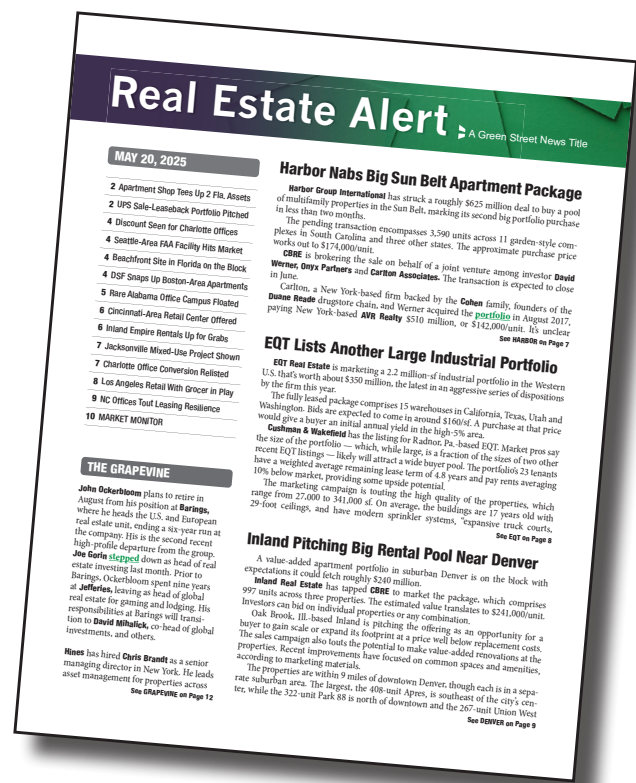 Real Estate Alert
A Green Street News Title
MAY 20, 2025
2 Apartment Shop Tees Up 2 Fla. Assets
2 UPS Sale-Leaseback Portfolio Pitched
4 Discount Seen for Charlotte Offices
4 Seattle-Area FAA Facility Hits Market
4 Beachfront Site in Florida on the Block
4 DSF Snaps Up Boston-Area Apartments
5 Rare Alabama Office Campus Floated
6 Cincinnati-Area Retail Center Offered
6 Inland Empire Rentals Up for Grabs
7 Jacksonville Mixed-Use Project Shown
7 Charlotte Office Conversion Relisted
8 Los Angeles Retail With Grocer in Play
9 NC Offices Tout Leasing Resilience
10 MARKET MONITOR
THE GRAPEVINE
John Ockerbloom plans to retire in
August from his position at Barings,
where he heads the U.S. and European
real estate unit, ending a six-year run at
the company. His is the second recent
high-profile departure from the group.
Joe Gorin stepped down as head of real
estate investing last month. Prior to
Barings, Ockerbloom spent nine years
at Jefferies, leaving as global head of
real estate for gaming and lodging. His
responsibilities at Barings will transi-
tion to David Mihalick, co-head of global
investments, and others.
Hines has hired Chris Brandt as a senior
managing director in New York. He leads
asset management for properties across
See GRAPEVINE on Page 12
Harbor Nabs Big Sun Belt Apartment Package
Harbor Group International has struck a roughly $625 million deal to buy a pool
of multifamily properties in the Sun Belt, marking its second big portfolio purchase
in less than two months.
The pending transaction encompasses 3,590 units across 11 garden-style com-
plexes in South Carolina and three other states. The approximate purchase price
works out to $174,000/unit.
CBRE is brokering the sale on behalf of a joint venture among investor David
Werner, Onyx Partners and Carlton Associates. The transaction is expected to close
in June.
Carlton, a New York-based firm backed by the Cohen family, founders of the
Duane Reade drugstore chain, and Werner acquired the portfolio in August 2017,
paying New York-based AVR Realty $510 million, or $142,000/unit. It's unclear
See HARBOR on Page 7
EQT Lists Another Large Industrial Portfolio
EQT Real Estate is marketing a 2.2 million-sf industrial portfolio in the Western
U.S. that's worth about $350 million, the latest in an aggressive series of dispositions
by the firm this year.
The fully leased package comprises 15 warehouses in California, Texas, Utah and
Washington. Bids are expected to come in around $160/sf. A purchase at that price
would give a buyer an initial annual yield in the high-5% area.
Cushman & Wakefield has the listing for Radnor, Pa.-based EQT. Market pros say
the size of the portfolio — which, while large, is a fraction of the sizes of two other
recent EQT listings — likely will attract a wide buyer pool. The portfolio's 23 tenants
have a weighted average remaining lease term of 4.8 years and pay rents averaging
10% below market, providing some upside potential.
The marketing campaign is touting the high quality of the properties, which
range from 27,000 to 341,000 sf. On average, the buildings are 17 years old with
29-foot ceilings, and have modern sprinkler systems, "expansive truck courts,
See EQT on Page 8
Inland Pitching Big Rental Pool Near Denver
A value-added apartment portfolio in suburban Denver is on the block with
expectations it could fetch roughly $240 million.
Inland Real Estate has tapped CBRE to market the package, which comprises
997 units across three properties. The estimated value translates to $241,000/unit.
Investors can bid on individual properties or any combination.
Oak Brook, Ill.-based Inland is pitching the offering as an opportunity for a
buyer to gain scale or expand its footprint at a price well below replacement costs.
The sales campaign also touts the potential to make value-added renovations at the
properties. Recent improvements have focused on common spaces and amenities,
according to marketing materials.
The properties are within 9 miles of downtown Denver, though each is in a sepa-
rate suburban area. The largest, the 408-unit Apres, is southeast of the city's cen-
ter, while the 322-unit Park 88 is north of downtown and the 267-unit Union West
See DENVER on Page 9